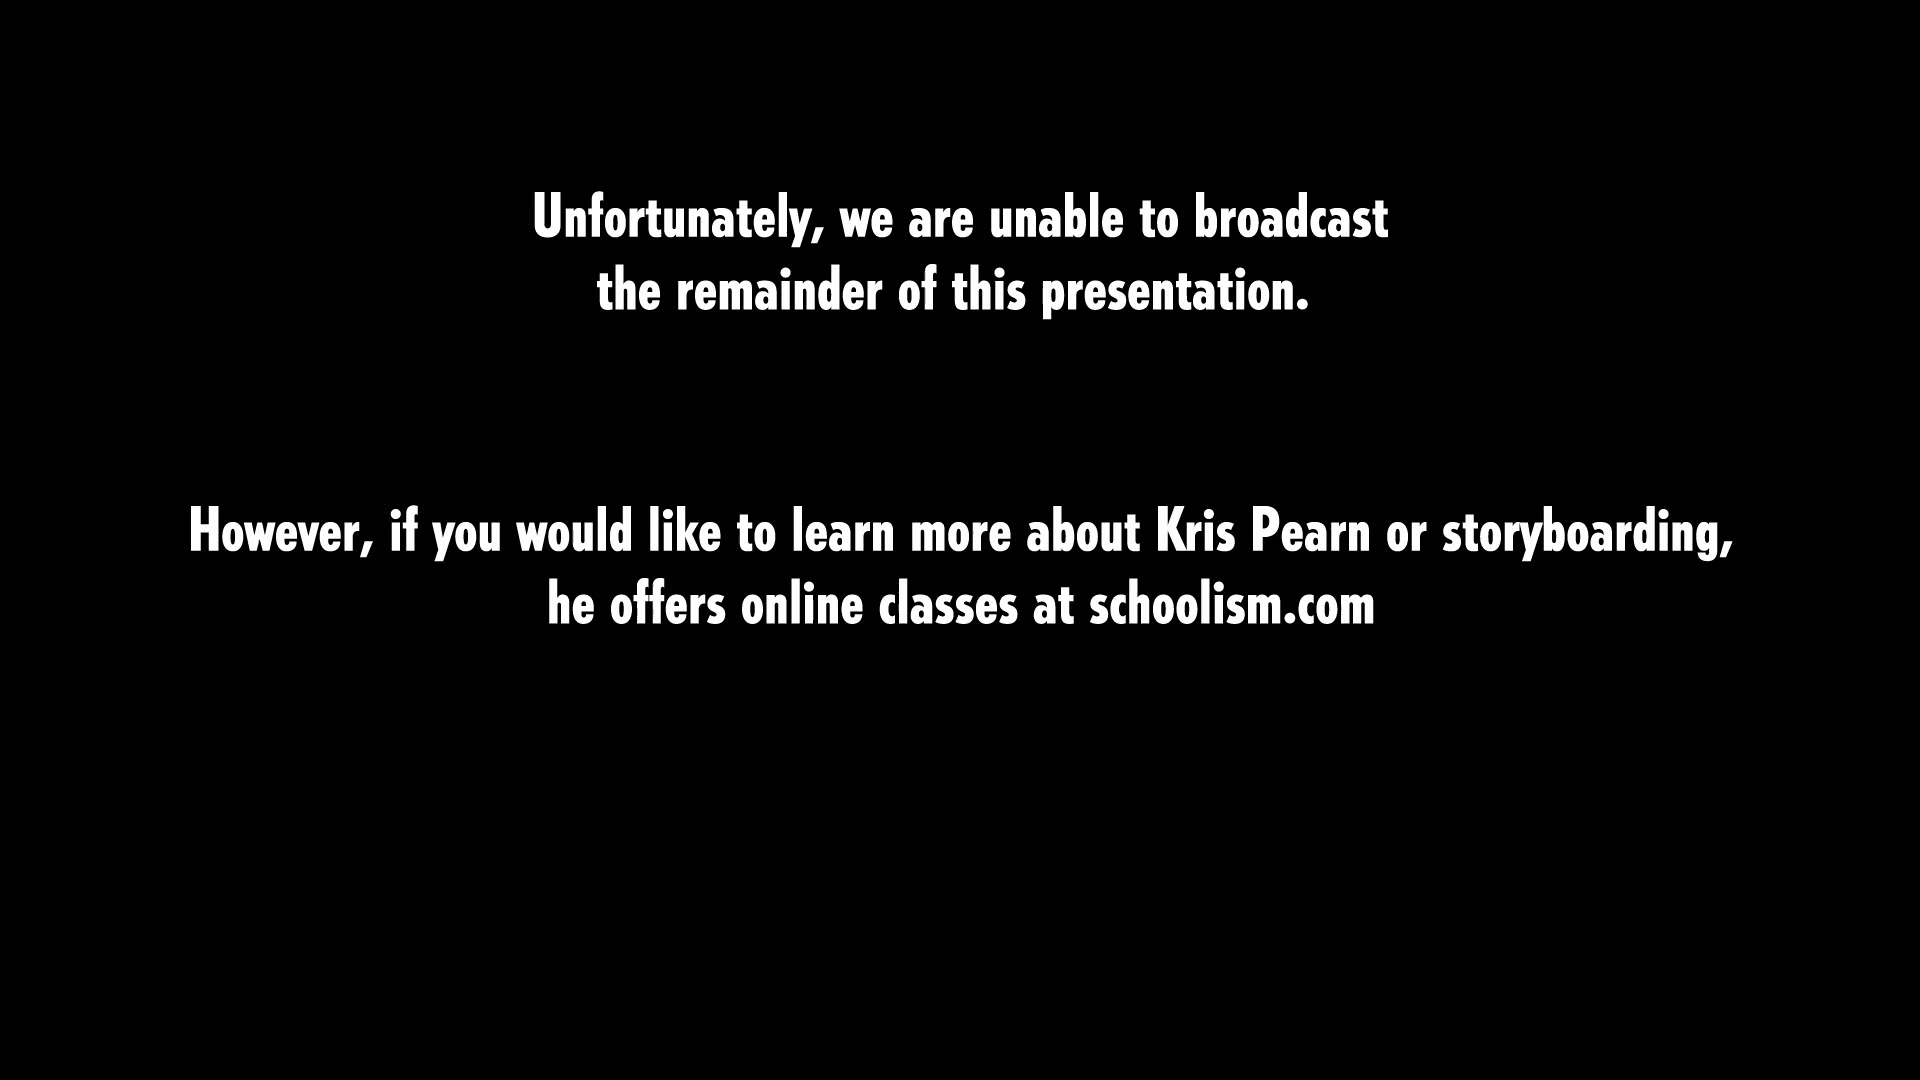 Unfortunately, we are unable to broadcast
the remainder of this presentation.
However, if you would like to learn more about Kris Pearn or storyboarding,
he offers online classes at schoolism.com